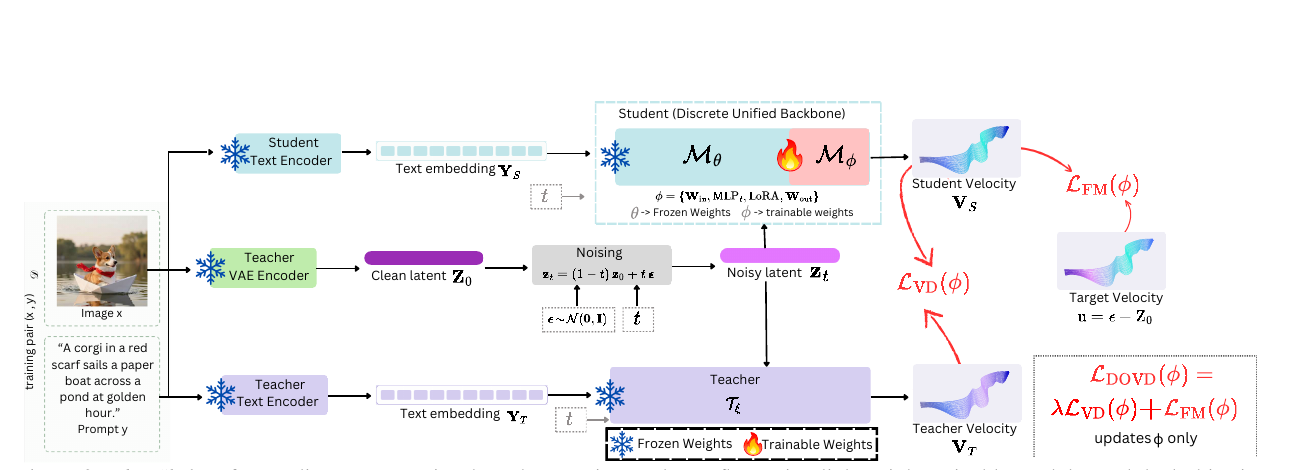 Student (Discrete Unified Backbone)
Student
Text Encoder
Text embedding Y_S
M_θ
M_ϕ
t
ϕ = {W_in, MLP_t, LoRA, W_out}
θ -> Frozen Weights ϕ -> trainable weights
Student Velocity
V_S
L_FM(ϕ)
training pair (x , y)
Image x
Teacher
VAE Encoder
Clean latent Z_0
Noising
z_t = (1 − t) z_0 + t ϵ
ϵ ∼ N(0, I)
t
Noisy latent Z_t
L_VD(ϕ)
Target Velocity
u = ϵ − Z_0
“A corgi in a red
scarf sails a paper
boat across a
pond at golden
hour.”
Prompt y
Teacher
Text Encoder
Text embedding Y_T
t
Teacher
T_ξ
Teacher Velocity
V_T
Frozen Weights
Trainable Weights
L_DOVD(ϕ) =
λL_VD(ϕ)+L_FM(ϕ)
updates ϕ only